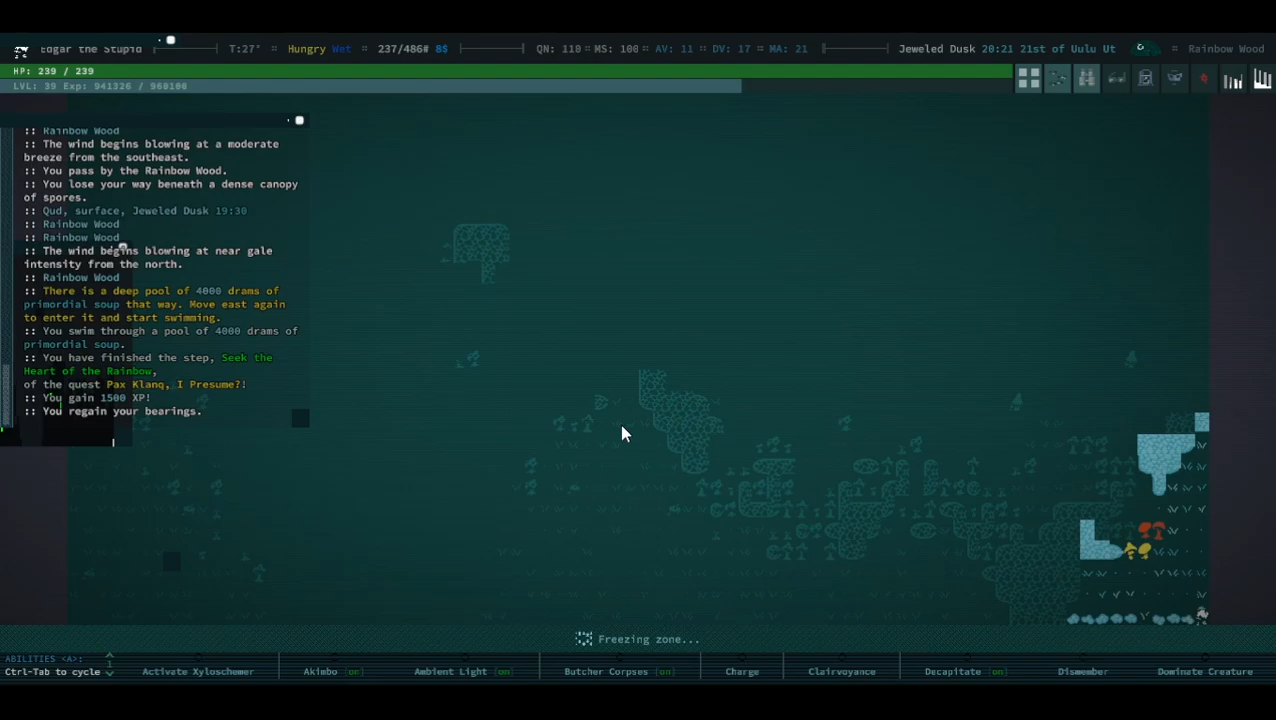 Edgar the Stupid T:27° :: Hungry Wet :: 237/486# 8$ QN: 110 :: MS: 100 :: AV: 11 :: DV: 17 :: MA: 21 Jeweled Dusk 20:21 21st of Uulu Ut :: Rainbow Wood
HP: 239 / 239
LVL: 39 Exp: 941326 / 960100
:: Rainbow Wood
:: The wind begins blowing at a moderate
breeze from the southeast.
:: You pass by the Rainbow Wood.
:: You lose your way beneath a dense canopy
of spores.
:: Qud, surface, Jeweled Dusk 19:30
:: Rainbow Wood
:: Rainbow Wood
:: The wind begins blowing at near gale
intensity from the north.
:: Rainbow Wood
:: There is a deep pool of 4000 drams of
primordial soup that way. Move east again
to enter it and start swimming.
:: You swim through a pool of 4000 drams of
primordial soup.
:: You have finished the step, Seek the
Heart of the Rainbow,
of the quest Pax Klanq, I Presume?!
:: You gain 1500 XP!
:: You regain your bearings.
Freezing zone...
ABILITIES <A>: 1
Ctrl-Tab to cycle Activate Xyloschemer Akimbo [on] Ambient Light [on] Butcher Corpses [on] Charge Clairvoyance Decapitate [on] Dismember Dominate Creature